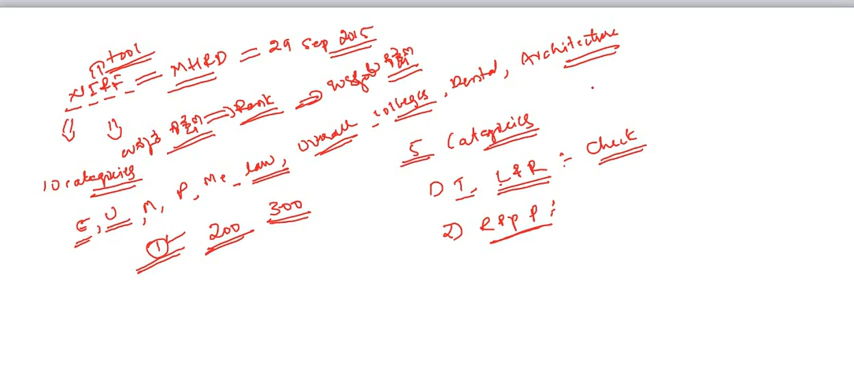 tool
NIRF = MHRD = 29 Sep 2015
Rank
10 categories
E, U, M, P, Me, law, Overall colleges, Dental, Architecture
① 200 300
5 Categories
1) T, L & R :- Check
2) R P p P :